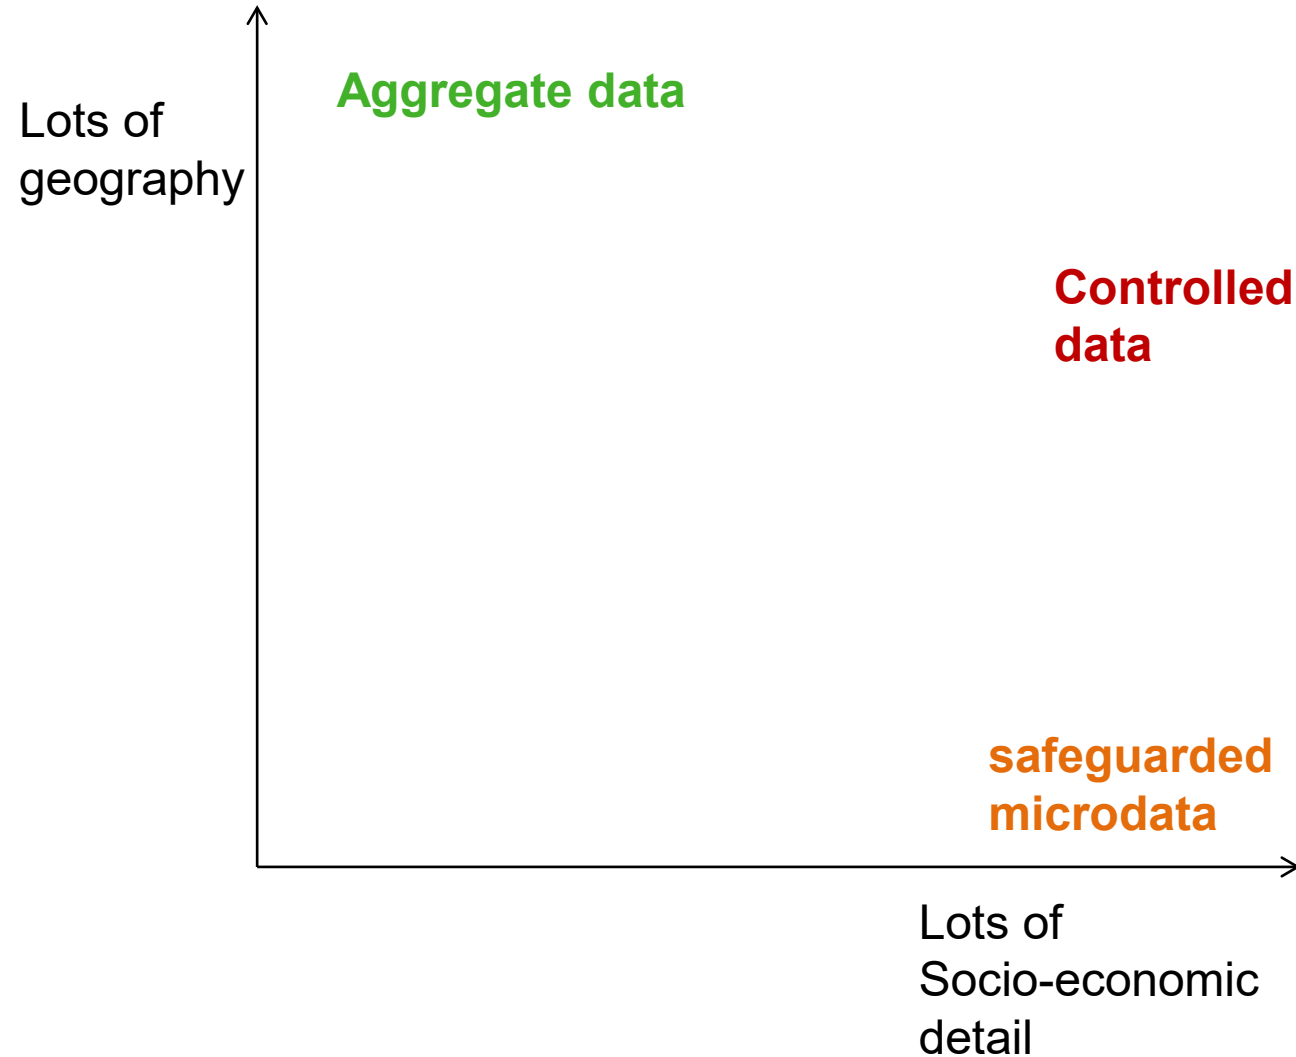 Aggregate data
Lots of
geography
Controlled
data
safeguarded
microdata
Lots of
Socio-economic
detail